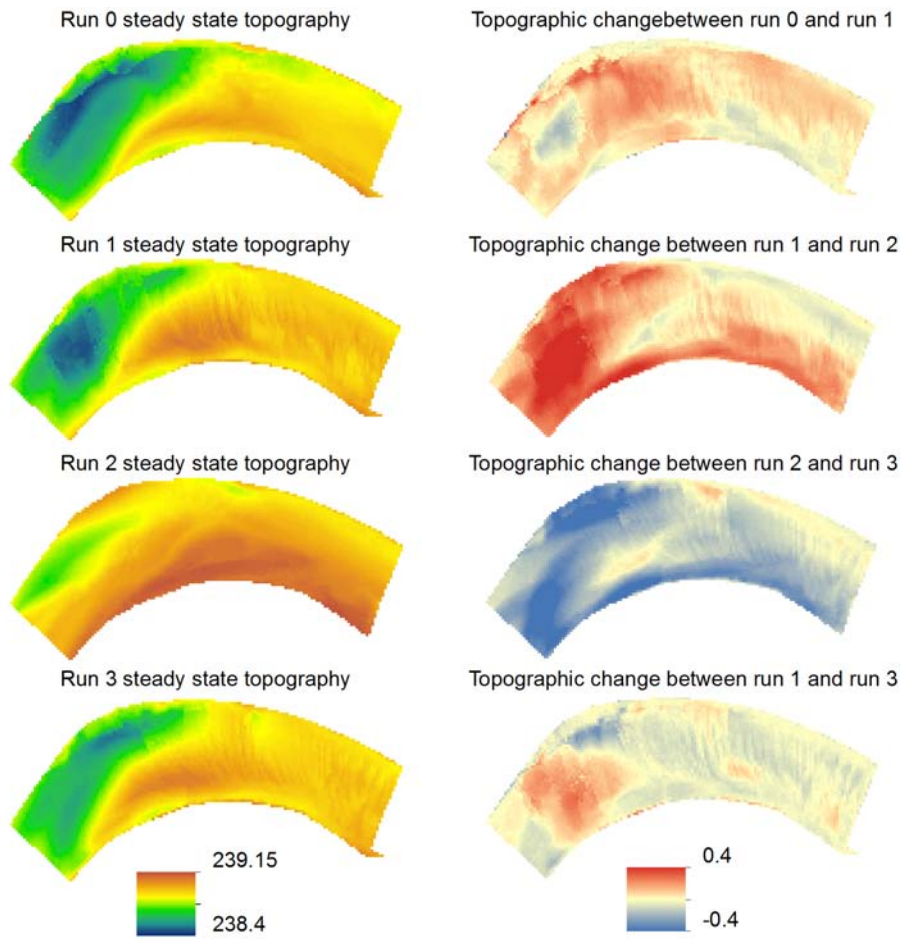 Run 0 steady state topography
Topographic changebetween run 0 and run 1
Run 1 steady state topography
Topographic change between run 1 and run 2
Run 2 steady state topography
Topographic change between run 2 and run 3
Run 3 steady state topography
Topographic change between run 1 and run 3
239.15
238.4
0.4
-0.4